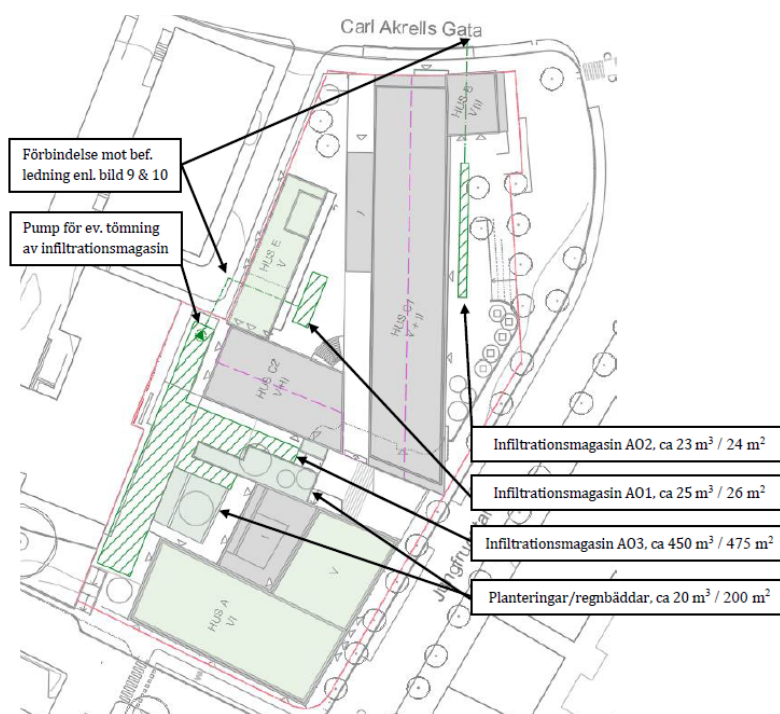 Carl Akrells Gata
Förbindelse mot bef.
ledning enl. bild 9 & 10
Pump för ev. tömning
av infiltrationsmagasin
HUS B
VIII
HUS E
V
I
HUS C1
V + II
HUS C2
Infiltrationsmagasin AO2, ca 23 m³ / 24 m²
Infiltrationsmagasin AO1, ca 25 m³ / 26 m²
Infiltrationsmagasin AO3, ca 450 m³ / 475 m²
Planteringar/regnbäddar, ca 20 m³ / 200 m²
I
V
HUS A
VI